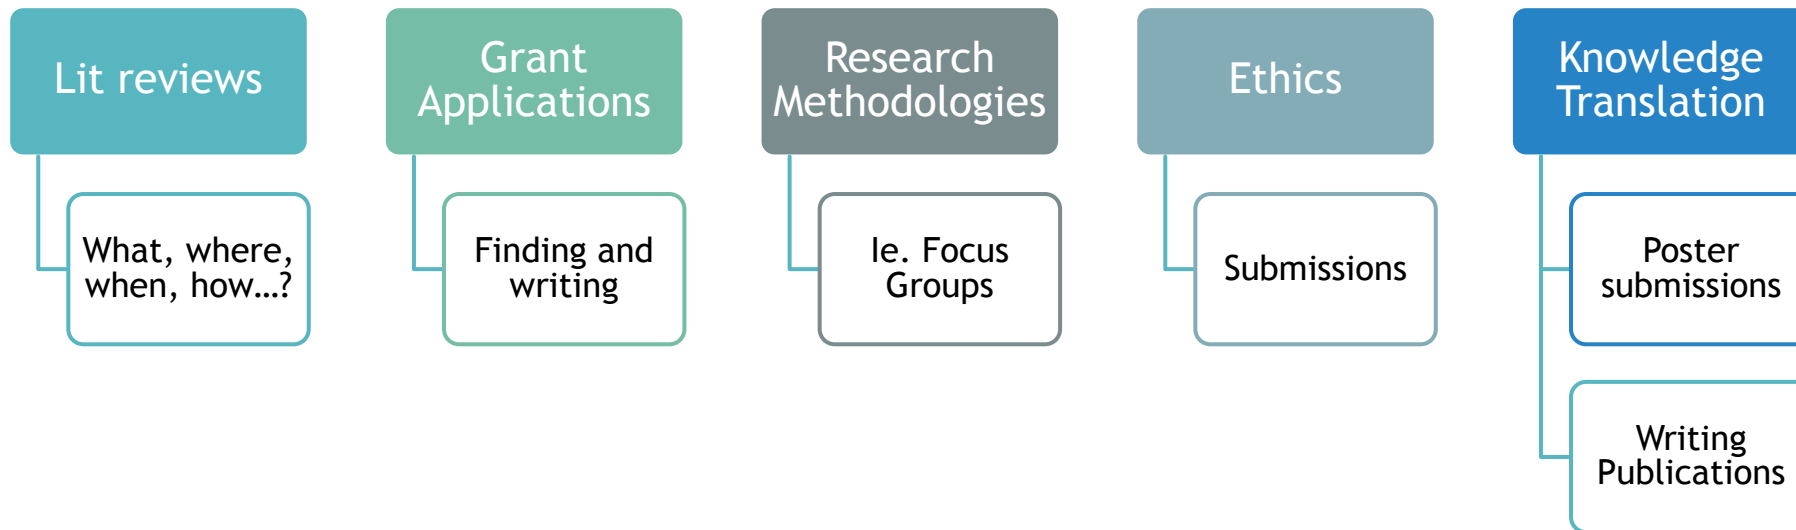 Lit reviews
What, where,
when, how...?
Grant
Applications
Finding and
writing
Research
Methodologies
Ie. Focus
Groups
Ethics
Submissions
Knowledge
Translation
Poster
submissions
Writing
Publications